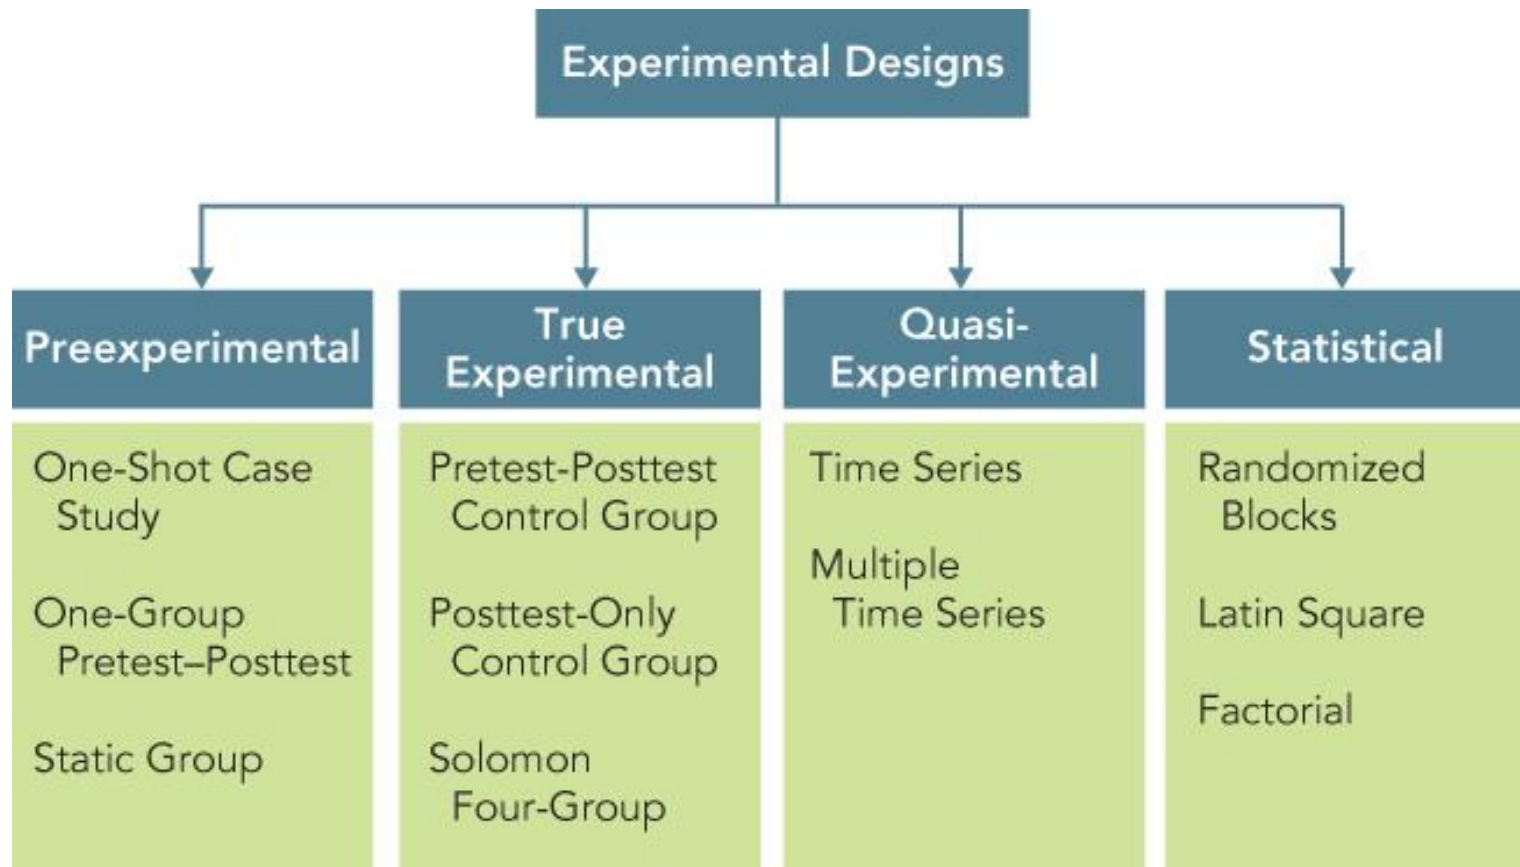 Experimental Designs
Preexperimental
True
Experimental
Quasi-
Experimental
Statistical
One-Shot Case
Study
One-Group
Pretest–Posttest
Static Group
Pretest-Posttest
Control Group
Posttest-Only
Control Group
Solomon
Four-Group
Time Series
Multiple
Time Series
Randomized
Blocks
Latin Square
Factorial